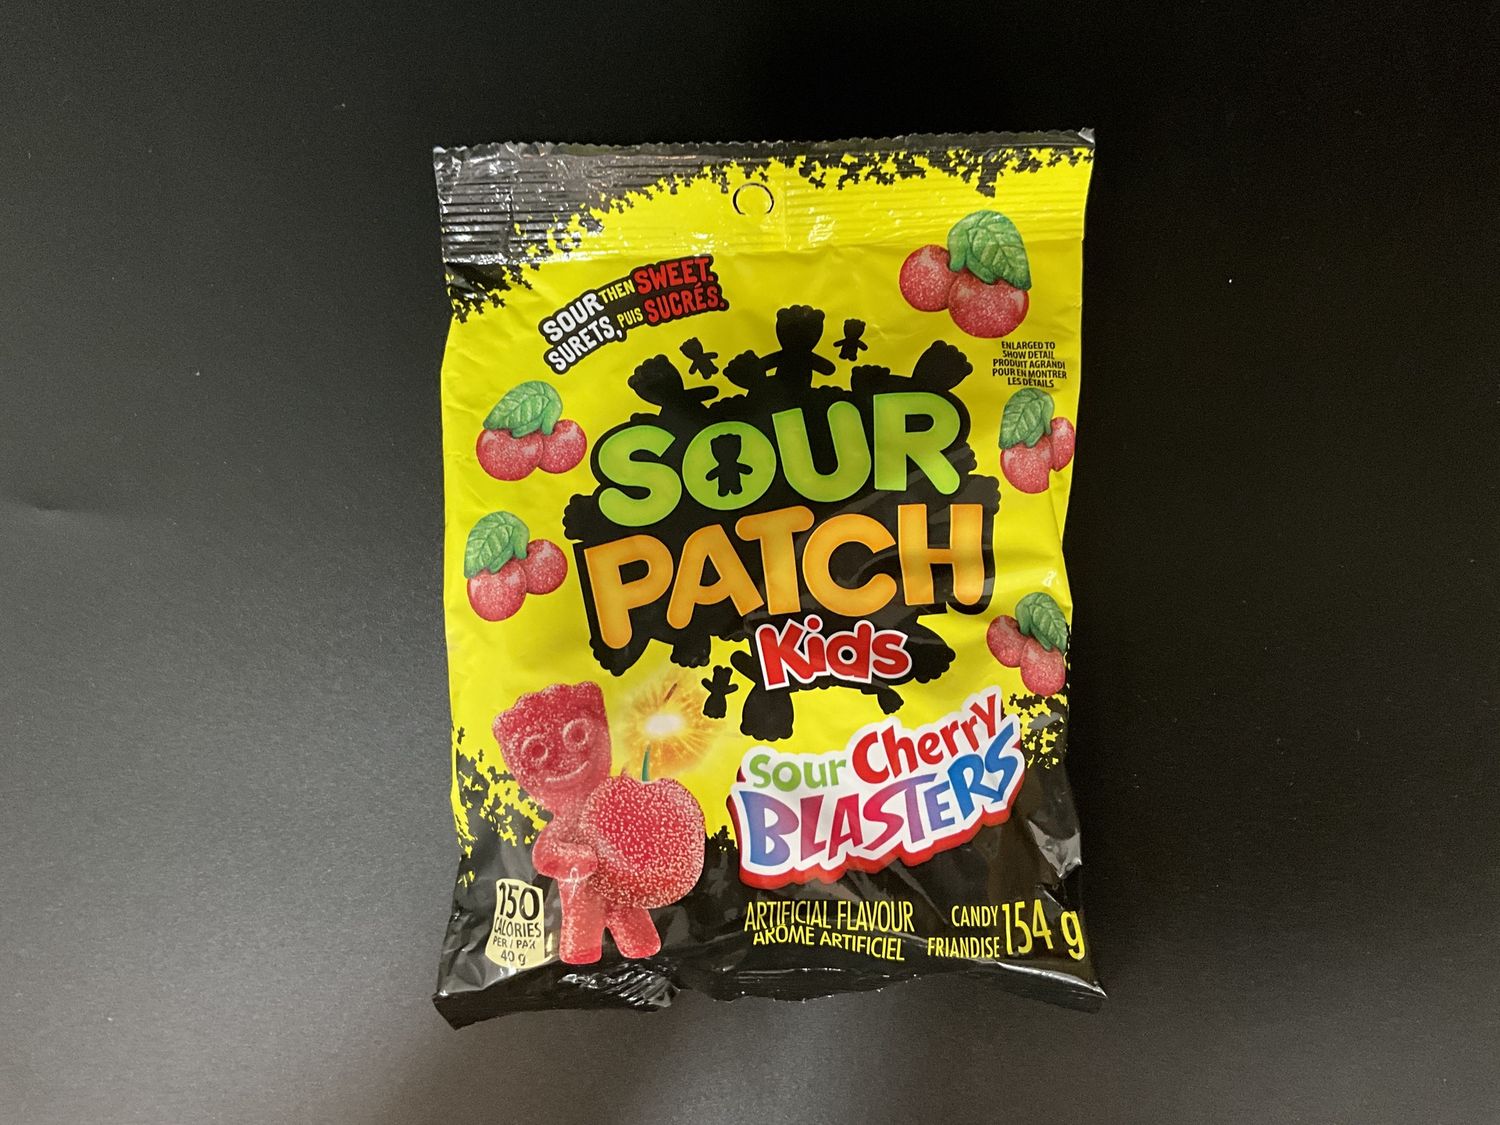 SOUR THEN SWEET.
SURETS, PUIS SUCRÉS.
ENLARGED TO
SHOW DETAIL
PRODUIT AGRANDI
POUR EN MONTRER
LES DÉTAILS
SOUR
PATCH
Kids
Sour Cherry
BLASTERS
150
CALORIES
PER / PAR
40 g
ARTIFICIAL FLAVOUR
ARÔME ARTIFICIEL
CANDY
FRIANDISE
154 g